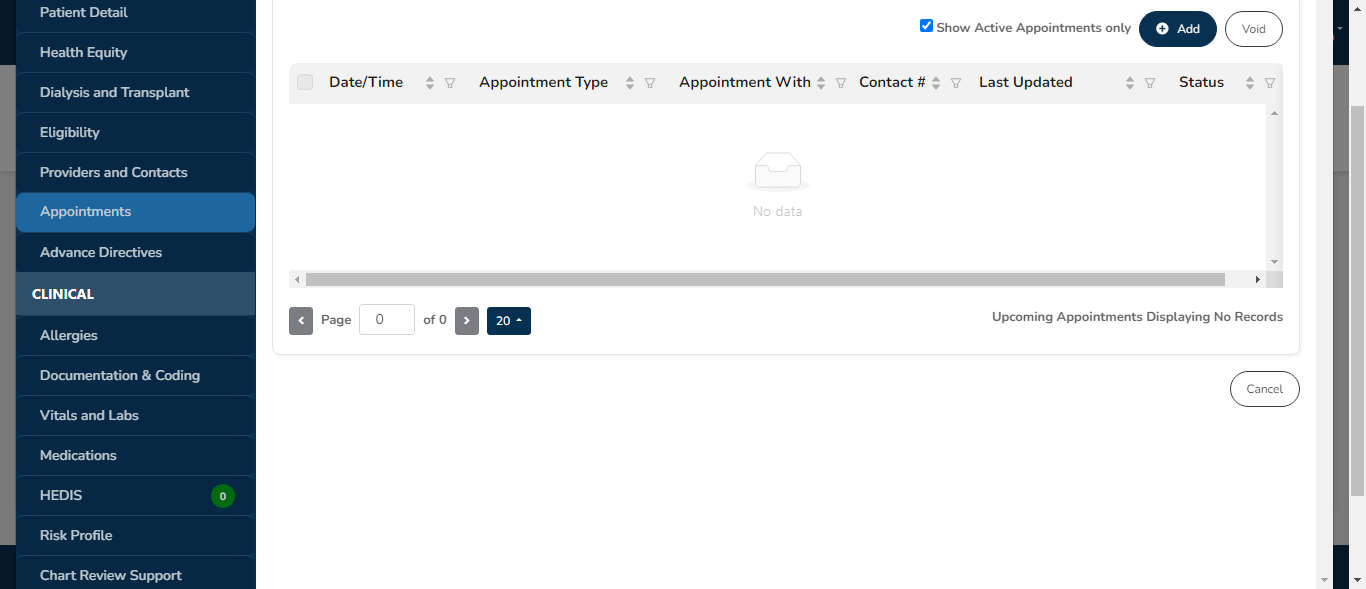 Patient Detail
Health Equity
Dialysis and Transplant
Eligibility
Providers and Contacts
Appointments
Advance Directives
CLINICAL
Allergies
Documentation & Coding
Vitals and Labs
Medications
HEDIS 0
Risk Profile
Chart Review Support
Show Active Appointments only Add Void
Date/Time Appointment Type Appointment With Contact # Last Updated Status
No data
Page 0 of 0 20
Upcoming Appointments Displaying No Records
Cancel